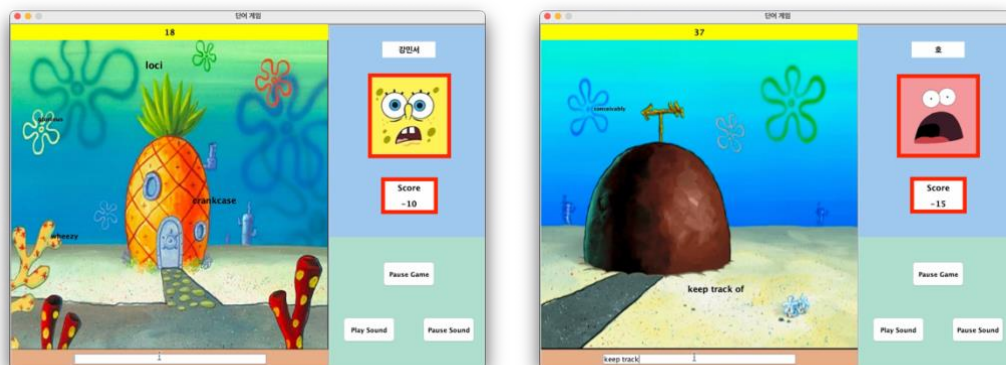 단어 게임
18
강민서
loci
crankcase
wheezy
Score
-10
Pause Game
Play Sound
Pause Sound
단어 게임
37
호
conceivably
Score
-15
keep track of
Pause Game
Play Sound
Pause Sound
keep track